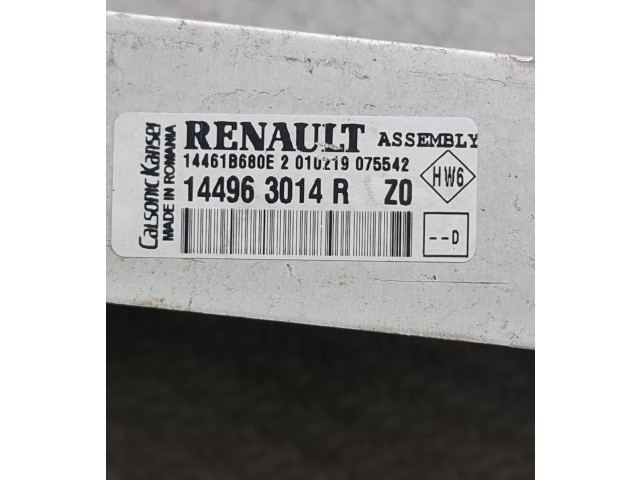 Calsonic Kansei
MADE IN ROMANIA
RENAULT ASSEMBLY
14461B680E 2 010219 075542
14496 3014 R Z0
HW6
--D